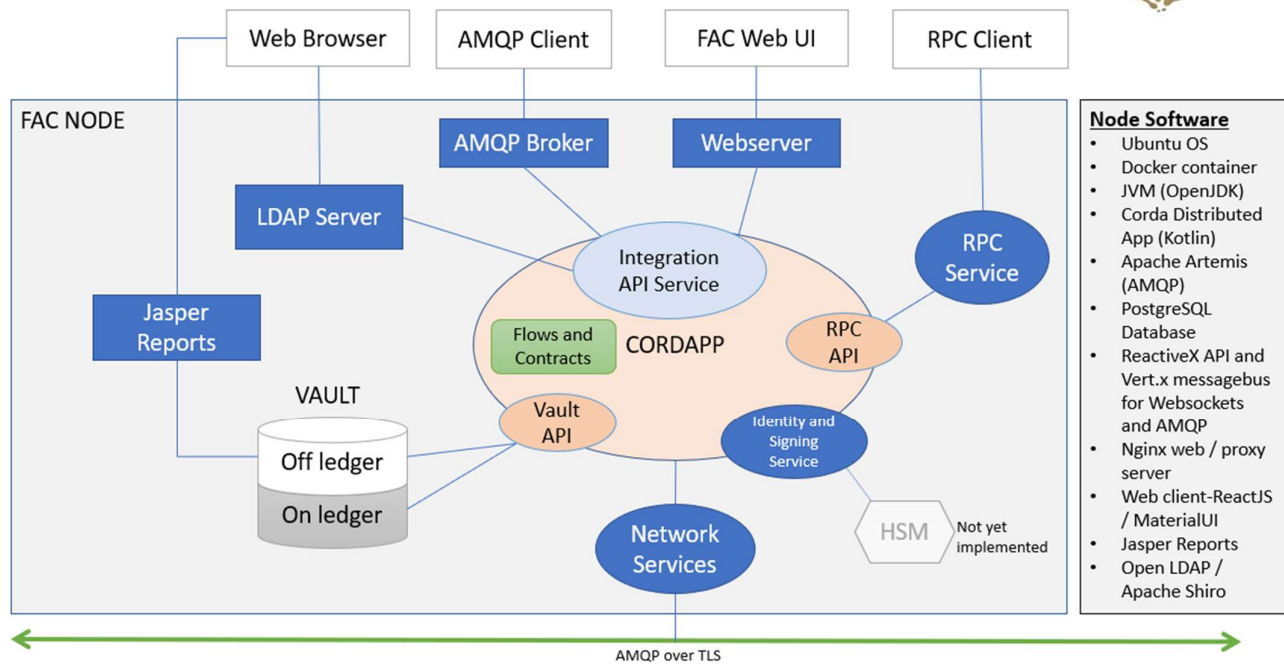 Web Browser
AMQP Client
FAC Web UI
RPC Client
FAC NODE
AMQP Broker
Webserver
LDAP Server
Integration
API Service
RPC
Service
Jasper
Reports
Flows and
Contracts
CORDAPP
RPC
API
VAULT
Vault
API
Identity and
Signing
Service
Off ledger
On ledger
Network
Services
HSM
Not yet
implemented
AMQP over TLS
Node Software
• Ubuntu OS
• Docker container
• JVM (OpenJDK)
• Corda Distributed
App (Kotlin)
• Apache Artemis
(AMQP)
• PostgreSQL
Database
• ReactiveX API and
Vert.x messagebus
for Websockets
and AMQP
• Nginx web / proxy
server
• Web client-ReactJS
/ MaterialUI
• Jasper Reports
• Open LDAP /
Apache Shiro